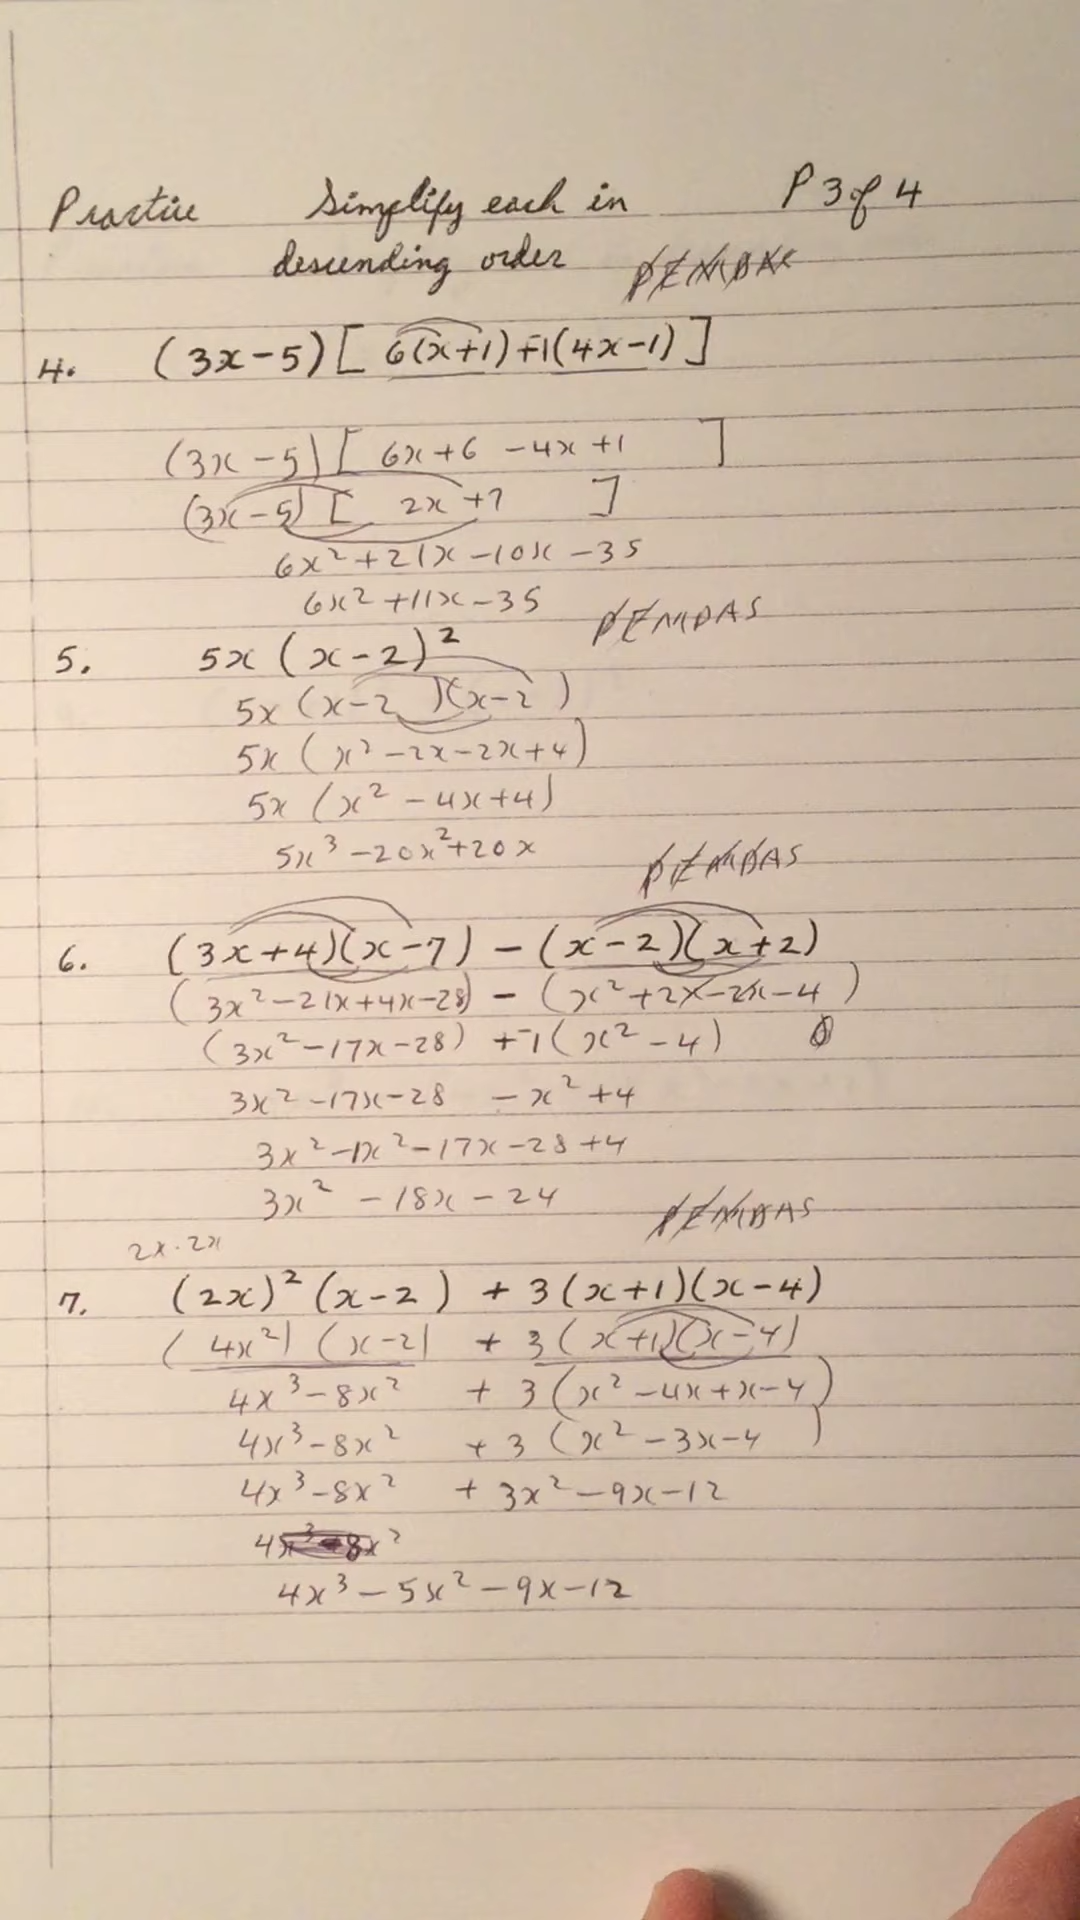 Practice Simplify each in P 3 of 4
descending order PEMDAS
4. (3x-5)[6(x+1)+-1(4x-1)]
(3x-5)[6x+6-4x+1]
(3x-5)[2x+7]
6x²+21x-10x-35
6x²+11x-35
PEMDAS
5. 5x(x-2)²
5x(x-2)(x-2)
5x(x²-2x-2x+4)
5x(x²-4x+4)
5x³-20x²+20x
PEMDAS
6. (3x+4)(x-7)-(x-2)(x+2)
(3x²-21x+4x-28)-(x²+2x-2x-4)
(3x²-17x-28)+-1(x²-4) 0
3x²-17x-28 -x²+4
3x²-1x²-17x-28+4
3x²-18x-24
PEMDAS
2x·2x
7. (2x)²(x-2)+3(x+1)(x-4)
(4x²)(x-2)+3(x+1)(x-4)
4x³-8x²+3(x²-4x+x-4)
4x³-8x²+3(x²-3x-4)
4x³-8x²+3x²-9x-12
4x³-8x²
4x³-5x²-9x-12